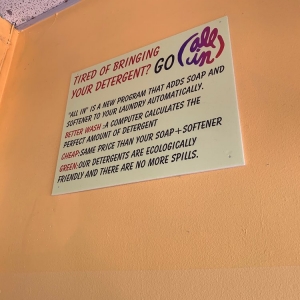 TIRED OF BRINGING
YOUR DETERGENT? GO (all in)
"ALL IN" IS A NEW PROGRAM THAT ADDS SOAP AND
SOFTENER TO YOUR LAUNDRY AUTOMATICALLY.
BETTER WASH:A COMPUTER CALCULATES THE
PERFECT AMOUNT OF DETERGENT
CHEAP:SAME PRICE THAN YOUR SOAP+SOFTENER
GREEN:OUR DETERGENTS ARE ECOLOGICALLY
FRIENDLY AND THERE ARE NO MORE SPILLS.